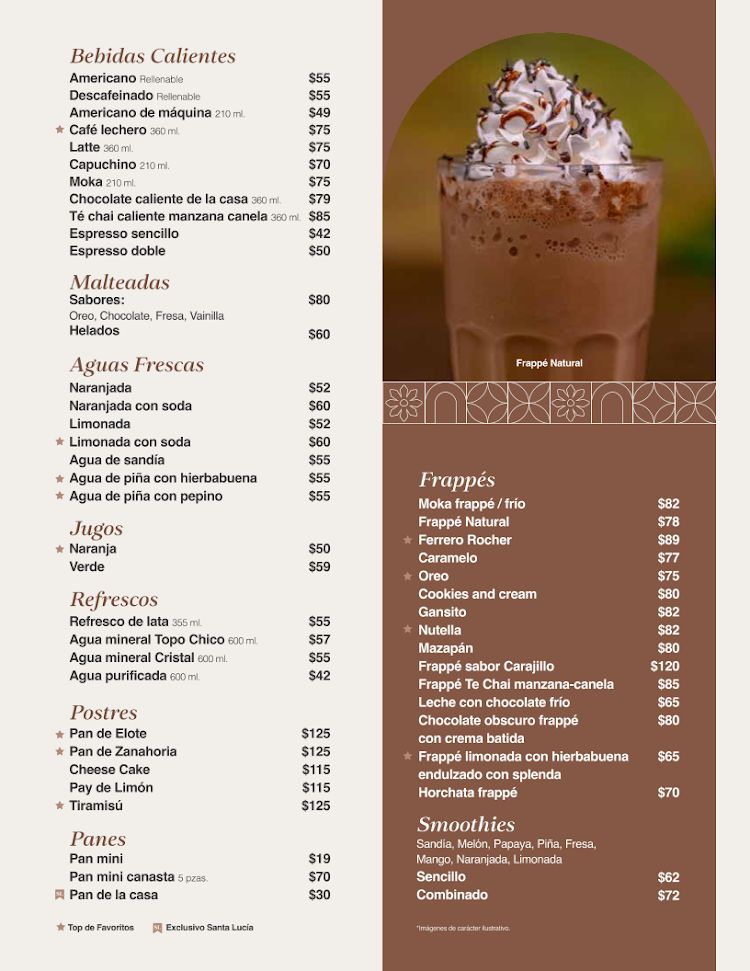 Bebidas Calientes
Americano Rellenable $55
Descafeinado Rellenable $55
Americano de máquina 210 ml. $49
Café lechero 360 ml. $75
Latte 360 ml. $75
Capuchino 210 ml. $70
Moka 210 ml. $75
Chocolate caliente de la casa 360 ml. $79
Té chai caliente manzana canela 360 ml. $85
Espresso sencillo $42
Espresso doble $50
Malteadas
Sabores: $80
Oreo, Chocolate, Fresa, Vainilla
Helados $60
Aguas Frescas
Naranjada $52
Naranjada con soda $60
Limonada $52
Limonada con soda $60
Agua de sandía $55
Agua de piña con hierbabuena $55
Agua de piña con pepino $55
Jugos
Naranja $50
Verde $59
Refrescos
Refresco de lata 355 ml. $55
Agua mineral Topo Chico 600 ml. $57
Agua mineral Cristal 600 ml. $55
Agua purificada 600 ml. $42
Postres
Pan de Elote $125
Pan de Zanahoria $125
Cheese Cake $115
Pay de Limón $115
Tiramisú $125
Panes
Pan mini $19
Pan mini canasta 5 pzas. $70
Pan de la casa $30
Top de Favoritos
SL Exclusivo Santa Lucía
Frappé Natural
Frappés
Moka frappé / frío $82
Frappé Natural $78
Ferrero Rocher $89
Caramelo $77
Oreo $75
Cookies and cream $80
Gansito $82
Nutella $82
Mazapán $80
Frappé sabor Carajillo $120
Frappé Te Chai manzana-canela $85
Leche con chocolate frío $65
Chocolate obscuro frappé $80
con crema batida
Frappé limonada con hierbabuena $65
endulzado con splenda
Horchata frappé $70
Smoothies
Sandía, Melón, Papaya, Piña, Fresa,
Mango, Naranjada, Limonada
Sencillo $62
Combinado $72
*Imágenes de carácter ilustrativo.